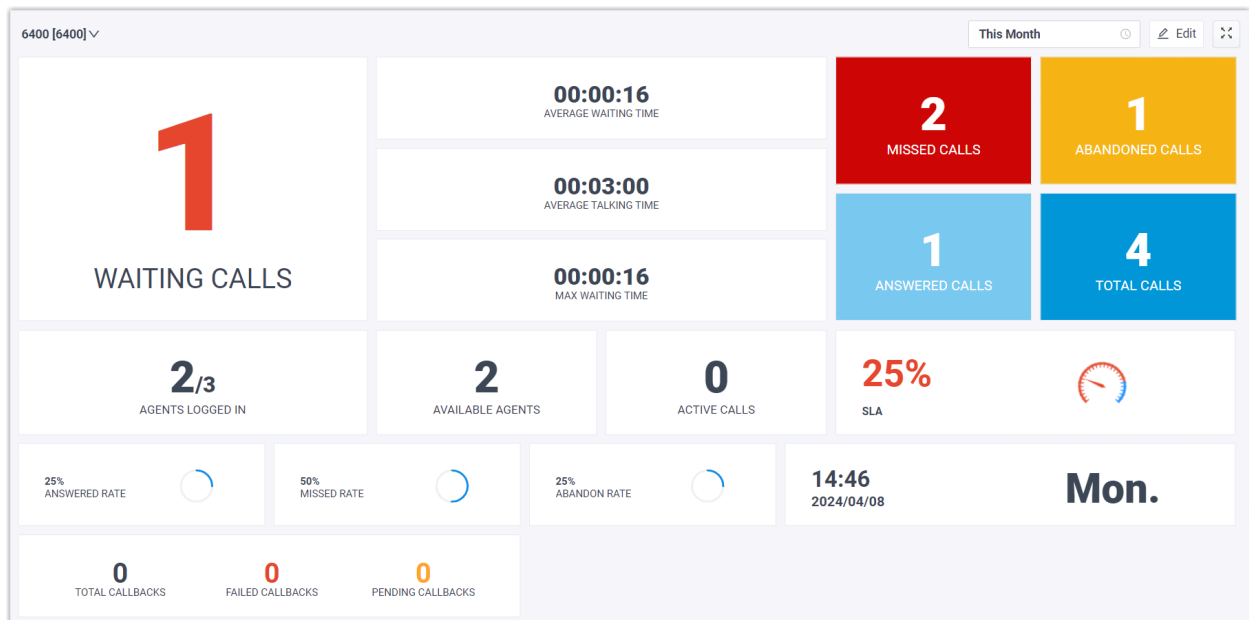 6400 [6400]
This Month
Edit
1
WAITING CALLS
00:00:16
AVERAGE WAITING TIME
00:03:00
AVERAGE TALKING TIME
00:00:16
MAX WAITING TIME
2
MISSED CALLS
1
ABANDONED CALLS
1
ANSWERED CALLS
4
TOTAL CALLS
2/3
AGENTS LOGGED IN
2
AVAILABLE AGENTS
0
ACTIVE CALLS
25%
SLA
25%
ANSWERED RATE
50%
MISSED RATE
25%
ABANDON RATE
14:46
2024/04/08
Mon.
0
TOTAL CALLBACKS
0
FAILED CALLBACKS
0
PENDING CALLBACKS